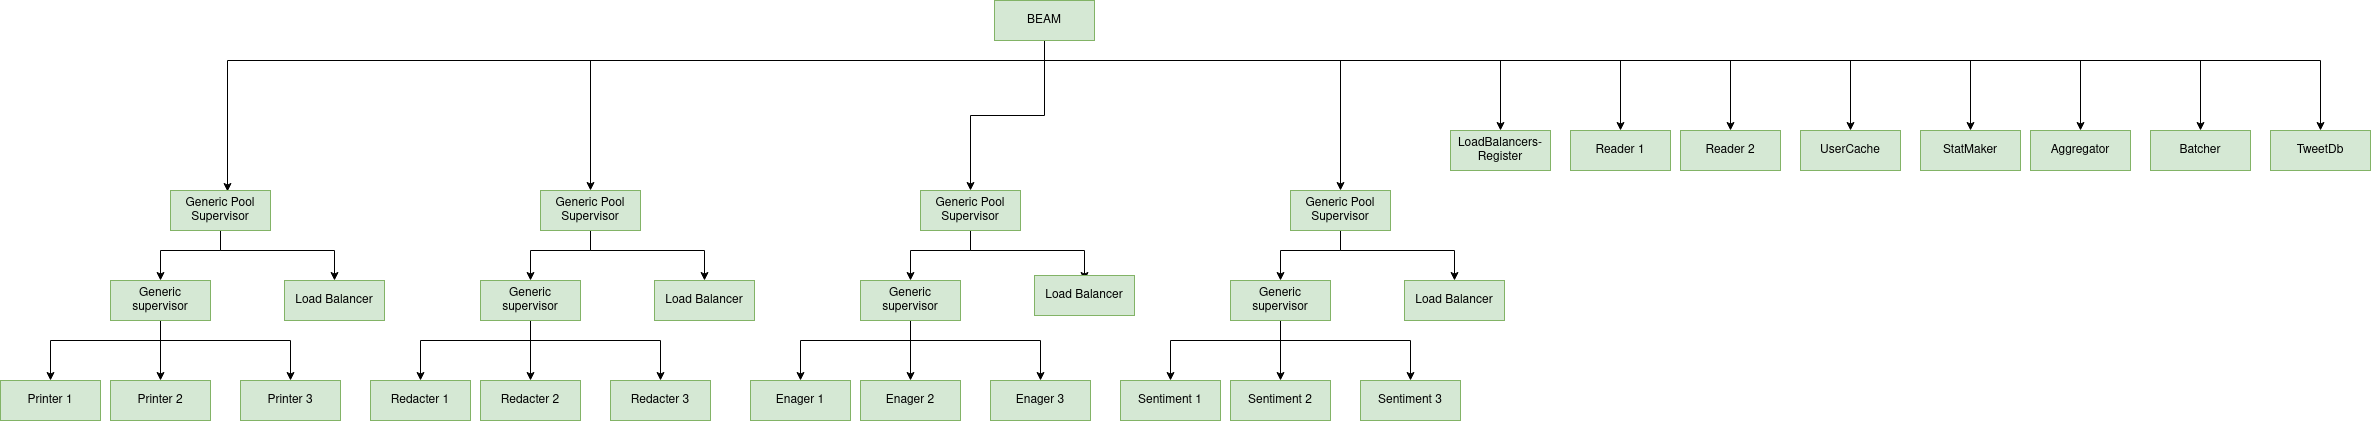 BEAM
LoadBalancers-
Register
Reader 1
Reader 2
UserCache
StatMaker
Aggregator
Batcher
TweetDb
Generic Pool
Supervisor
Generic Pool
Supervisor
Generic Pool
Supervisor
Generic Pool
Supervisor
Generic
supervisor
Load Balancer
Generic
supervisor
Load Balancer
Generic
supervisor
Load Balancer
Generic
supervisor
Load Balancer
Printer 1
Printer 2
Printer 3
Redacter 1
Redacter 2
Redacter 3
Enager 1
Enager 2
Enager 3
Sentiment 1
Sentiment 2
Sentiment 3